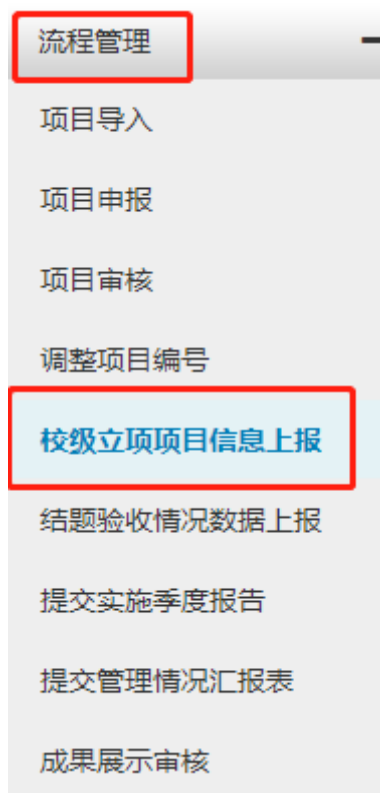 流程管理
项目导入
项目申报
项目审核
调整项目编号
校级立项项目信息上报
结题验收情况数据上报
提交实施季度报告
提交管理情况汇报表
成果展示审核